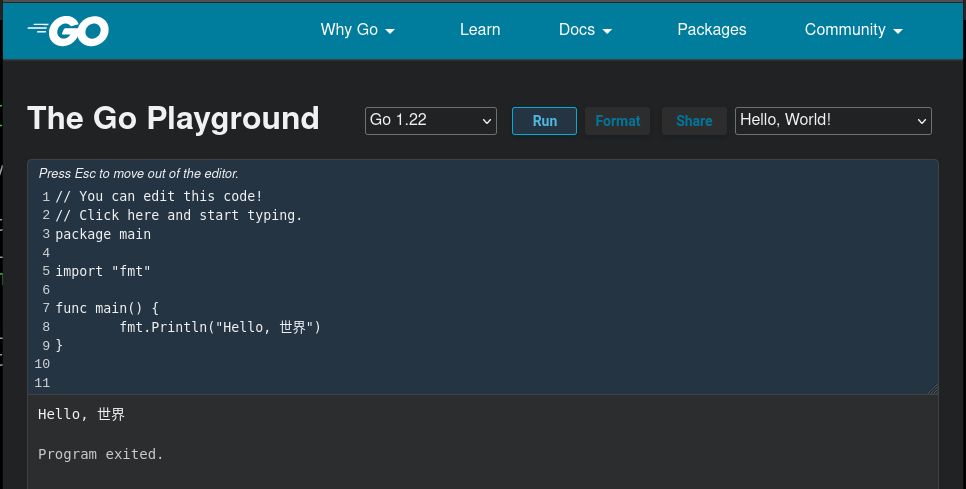 GO
Why Go
Learn
Docs
Packages
Community
The Go Playground
Go 1.22
Run
Format
Share
Hello, World!
Press Esc to move out of the editor.
1 // You can edit this code!
2 // Click here and start typing.
3 package main
4
5 import "fmt"
6
7 func main() {
8         fmt.Println("Hello, 世界")
9 }
10
11
Hello, 世界
Program exited.